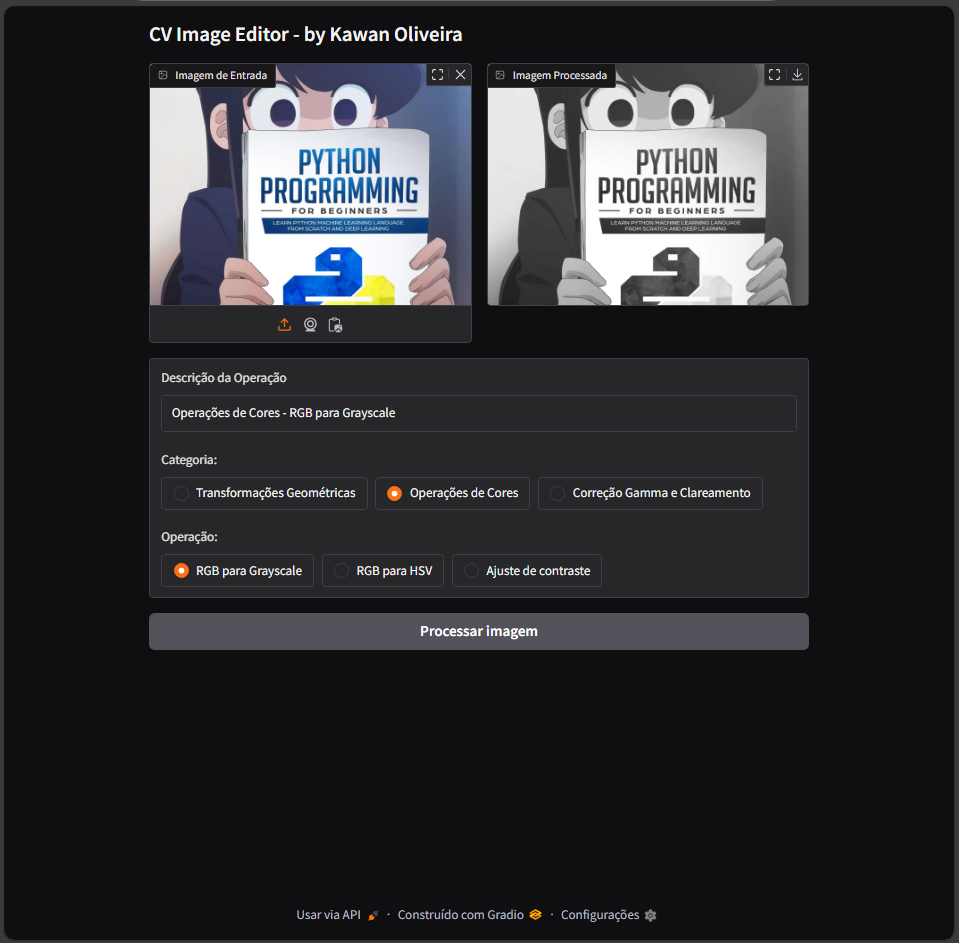 CV Image Editor - by Kawan Oliveira
Imagem de Entrada
Imagem Processada
PYTHON
PROGRAMMING
FOR BEGINNERS
LEARN PYTHON MACHINE LEARNING LANGUAGE
FROM SCRATCH AND DEEP LEARNING
PYTHON
PROGRAMMING
FOR BEGINNERS
LEARN PYTHON MACHINE LEARNING LANGUAGE
FROM SCRATCH AND DEEP LEARNING
Descrição da Operação
Operações de Cores - RGB para Grayscale
Categoria:
Transformações Geométricas Operações de Cores Correção Gamma e Clareamento
Operação:
RGB para Grayscale RGB para HSV Ajuste de contraste
Processar imagem
Usar via API · Construído com Gradio · Configurações